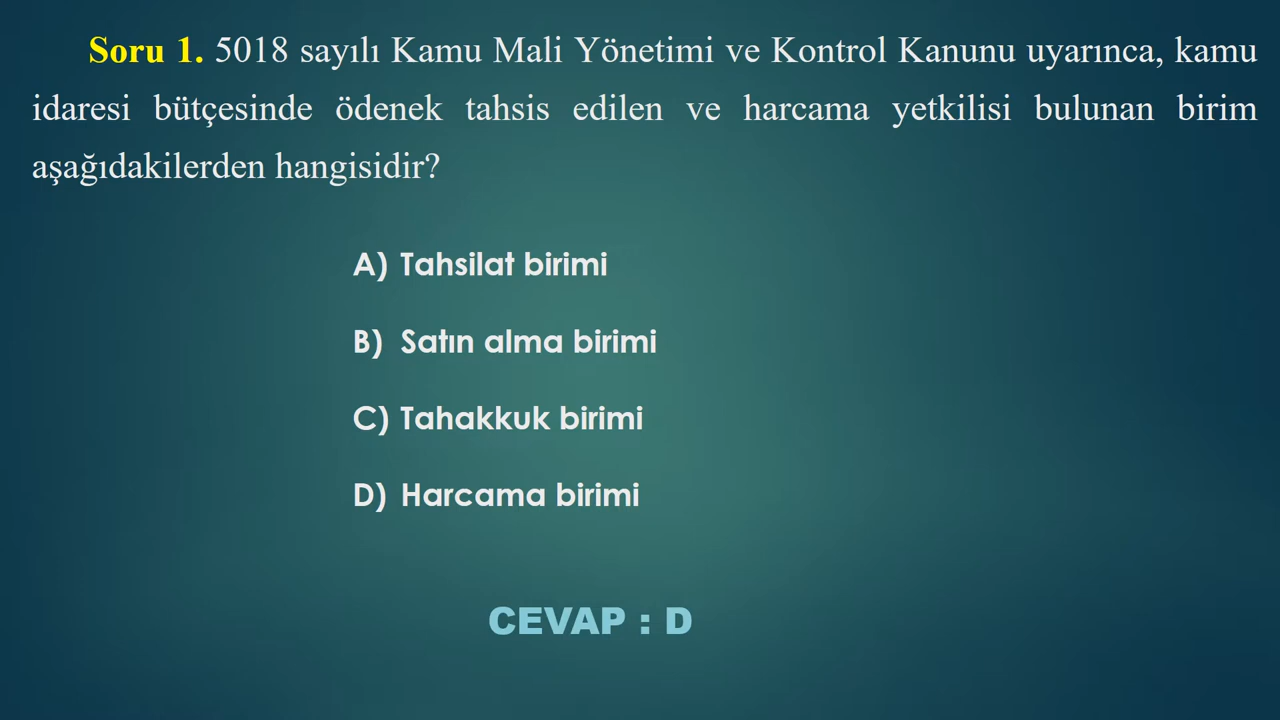 Soru 1. 5018 sayılı Kamu Mali Yönetimi ve Kontrol Kanunu uyarınca, kamu
idaresi bütçesinde ödenek tahsis edilen ve harcama yetkilisi bulunan birim
aşağıdakilerden hangisidir?
A) Tahsilat birimi
B) Satın alma birimi
C) Tahakkuk birimi
D) Harcama birimi
CEVAP : D